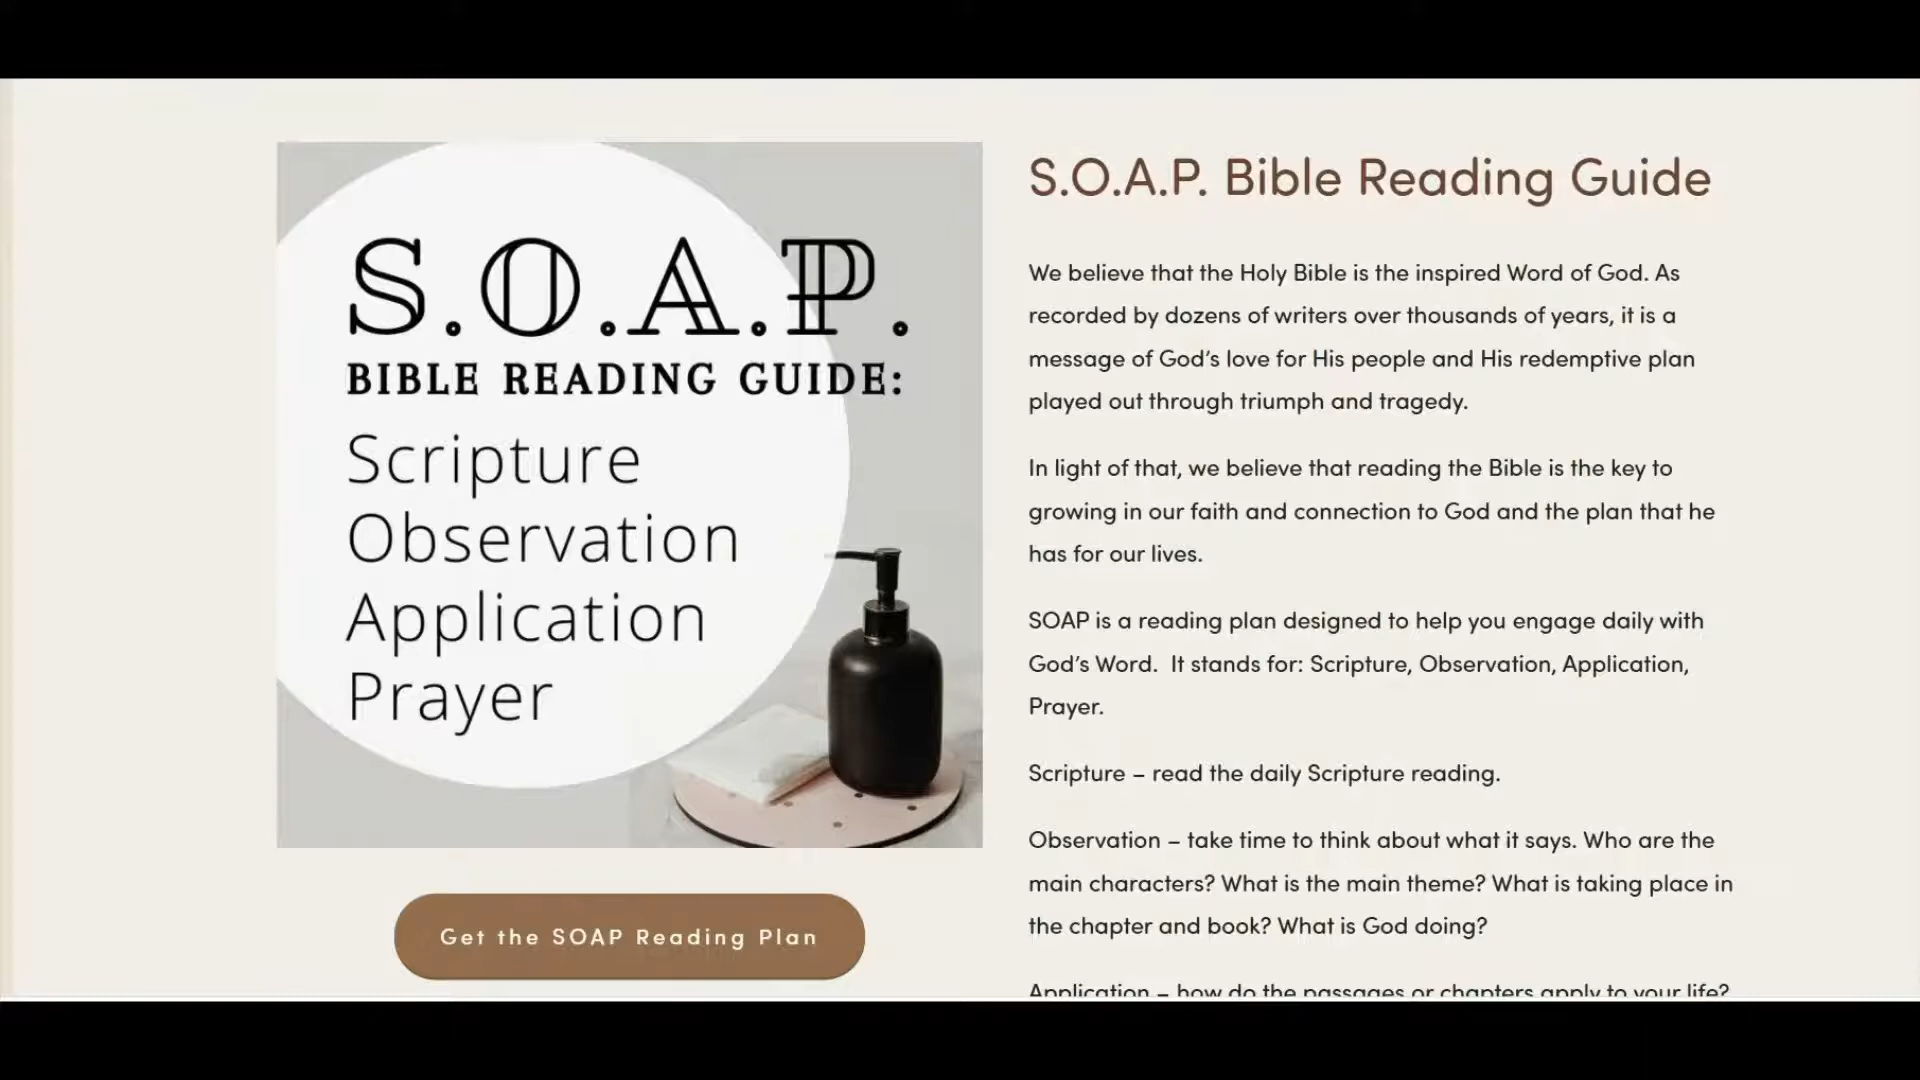 S.O.A.P.
BIBLE READING GUIDE:
Scripture
Observation
Application
Prayer
Get the SOAP Reading Plan
S.O.A.P. Bible Reading Guide
We believe that the Holy Bible is the inspired Word of God. As
recorded by dozens of writers over thousands of years, it is a
message of God’s love for His people and His redemptive plan
played out through triumph and tragedy.
In light of that, we believe that reading the Bible is the key to
growing in our faith and connection to God and the plan that he
has for our lives.
SOAP is a reading plan designed to help you engage daily with
God’s Word.  It stands for: Scripture, Observation, Application,
Prayer.
Scripture – read the daily Scripture reading.
Observation – take time to think about what it says. Who are the
main characters? What is the main theme? What is taking place in
the chapter and book? What is God doing?
Application – how do the passages or chapters apply to your life?